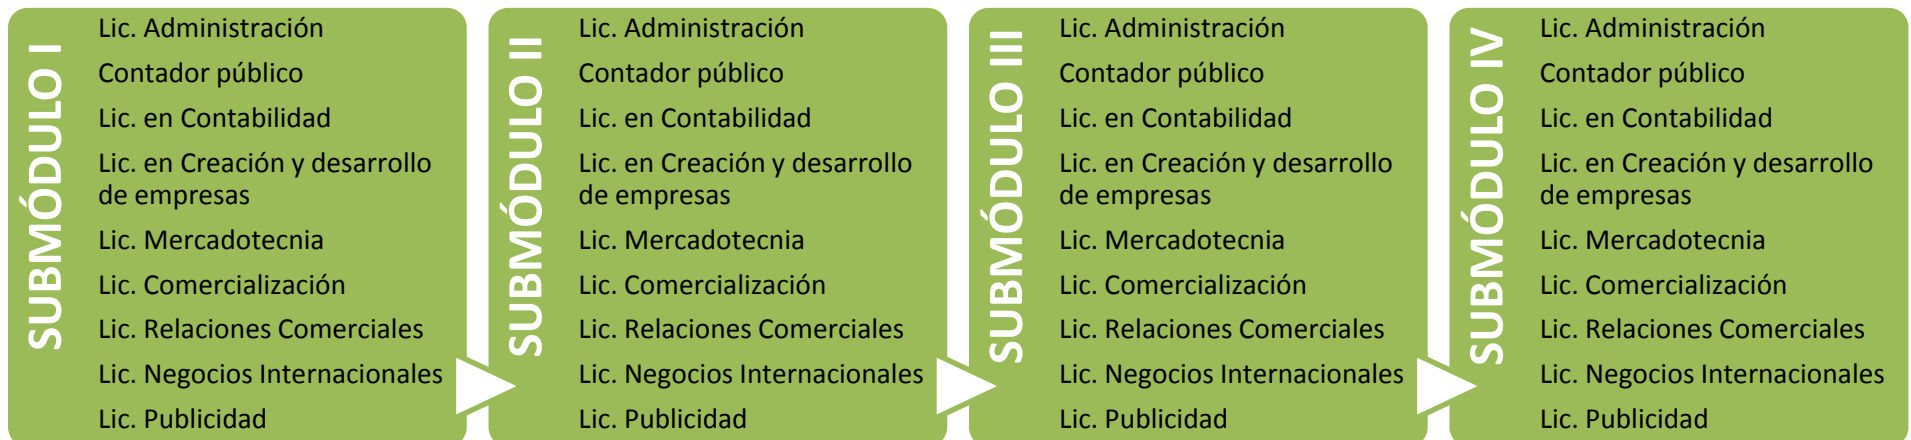 SUBMÓDULO I
Lic. Administración
Contador público
Lic. en Contabilidad
Lic. en Creación y desarrollo
de empresas
Lic. Mercadotecnia
Lic. Comercialización
Lic. Relaciones Comerciales
Lic. Negocios Internacionales
Lic. Publicidad
SUBMÓDULO II
Lic. Administración
Contador público
Lic. en Contabilidad
Lic. en Creación y desarrollo
de empresas
Lic. Mercadotecnia
Lic. Comercialización
Lic. Relaciones Comerciales
Lic. Negocios Internacionales
Lic. Publicidad
SUBMÓDULO III
Lic. Administración
Contador público
Lic. en Contabilidad
Lic. en Creación y desarrollo
de empresas
Lic. Mercadotecnia
Lic. Comercialización
Lic. Relaciones Comerciales
Lic. Negocios Internacionales
Lic. Publicidad
SUBMÓDULO IV
Lic. Administración
Contador público
Lic. en Contabilidad
Lic. en Creación y desarrollo
de empresas
Lic. Mercadotecnia
Lic. Comercialización
Lic. Relaciones Comerciales
Lic. Negocios Internacionales
Lic. Publicidad